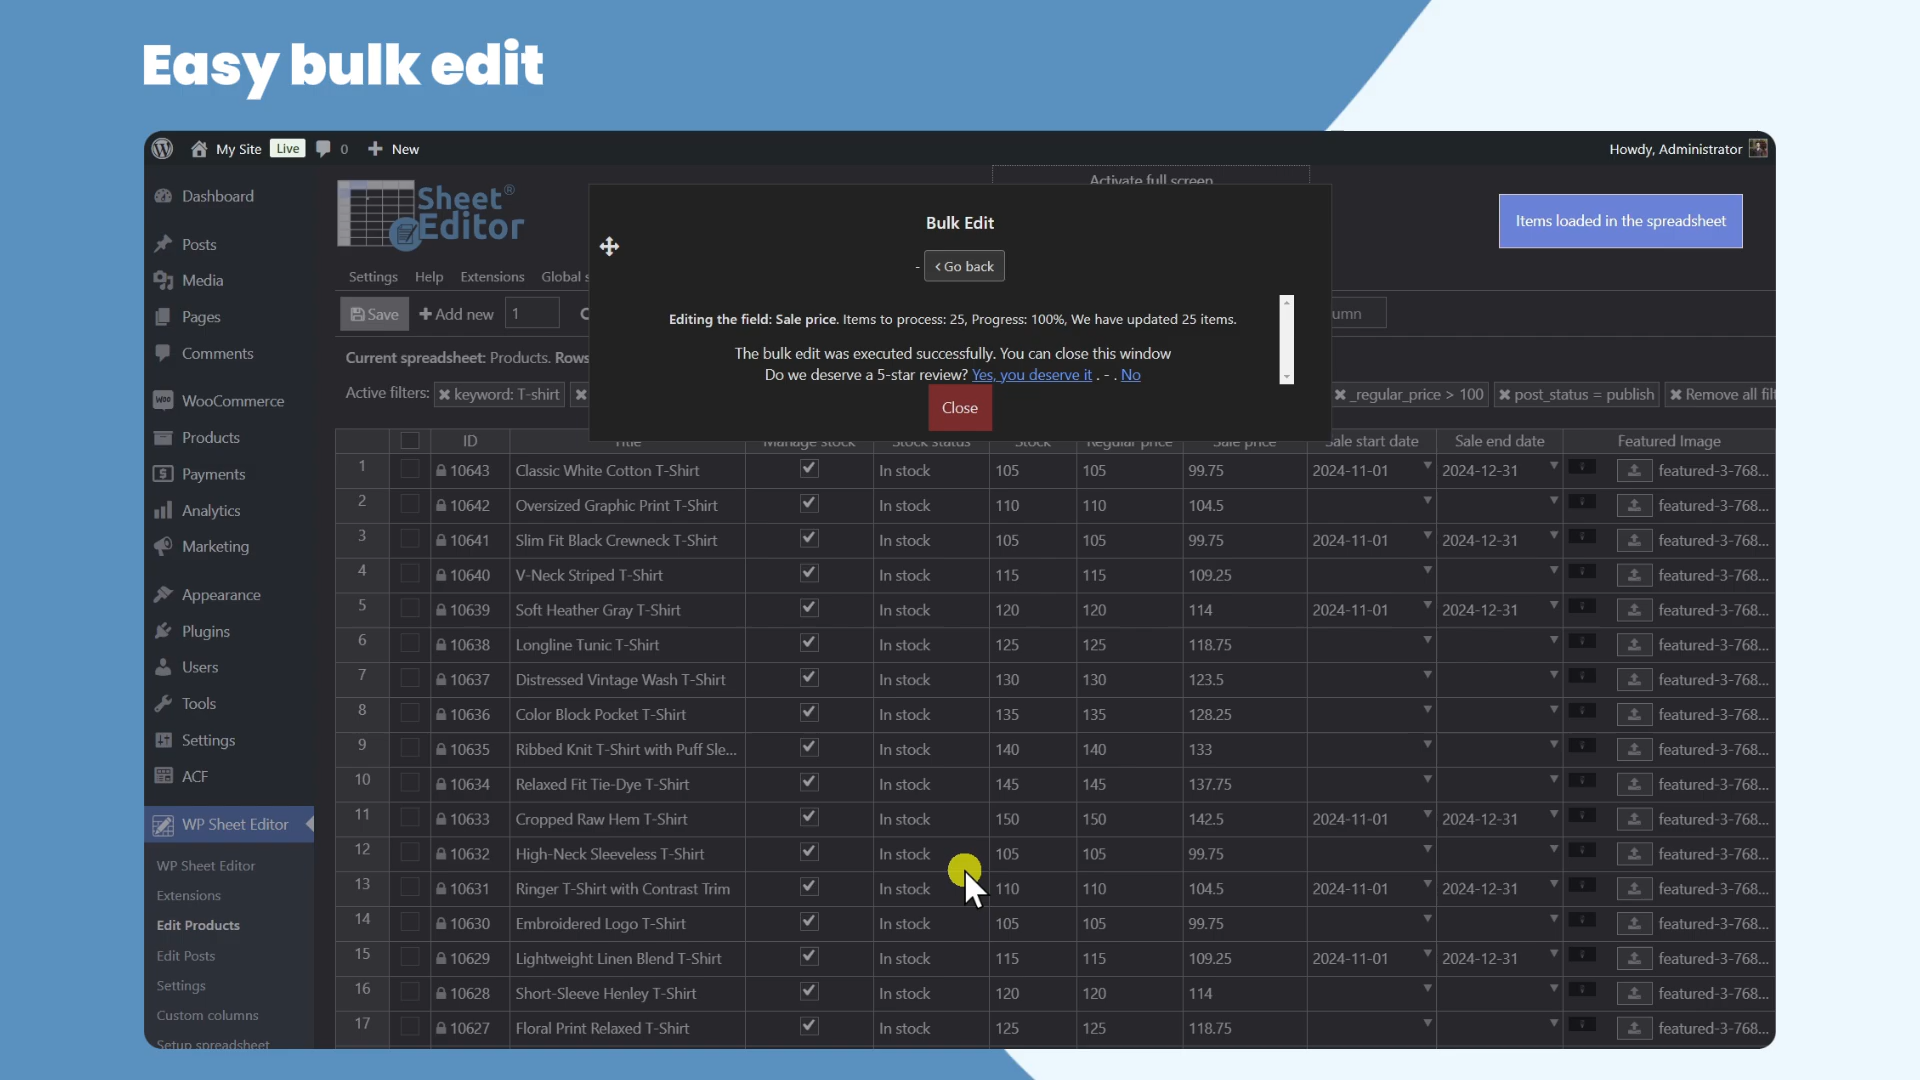 Easy bulk edit
My Site Live 0 New
Howdy, Administrator
Dashboard
Posts
Media
Pages
Comments
WooCommerce
Products
Payments
Analytics
Marketing
Appearance
Plugins
Users
Tools
Settings
ACF
WP Sheet Editor
WP Sheet Editor
Extensions
Edit Products
Edit Posts
Settings
Custom columns
Setup spreadsheet
Sheet®
Editor
Activate full screen
Items loaded in the spreadsheet
Settings Help Extensions Global s
Save Add new 1
umn
Current spreadsheet: Products. Rows
Active filters: keyword: T-shirt
_regular_price > 100 post_status = publish Remove all filt
Bulk Edit
- ‹ Go back
Editing the field: Sale price. Items to process: 25, Progress: 100%, We have updated 25 items.
The bulk edit was executed successfully. You can close this window
Do we deserve a 5-star review? Yes, you deserve it . - . No
Close
ID Title Manage stock Stock status Stock Regular price Sale price Sale start date Sale end date Featured Image
1 10643 Classic White Cotton T-Shirt In stock 105 105 99.75 2024-11-01 2024-12-31 featured-3-768...
2 10642 Oversized Graphic Print T-Shirt In stock 110 110 104.5 featured-3-768...
3 10641 Slim Fit Black Crewneck T-Shirt In stock 105 105 99.75 2024-11-01 2024-12-31 featured-3-768...
4 10640 V-Neck Striped T-Shirt In stock 115 115 109.25 featured-3-768...
5 10639 Soft Heather Gray T-Shirt In stock 120 120 114 2024-11-01 2024-12-31 featured-3-768...
6 10638 Longline Tunic T-Shirt In stock 125 125 118.75 featured-3-768...
7 10637 Distressed Vintage Wash T-Shirt In stock 130 130 123.5 featured-3-768...
8 10636 Color Block Pocket T-Shirt In stock 135 135 128.25 featured-3-768...
9 10635 Ribbed Knit T-Shirt with Puff Sle... In stock 140 140 133 featured-3-768...
10 10634 Relaxed Fit Tie-Dye T-Shirt In stock 145 145 137.75 featured-3-768...
11 10633 Cropped Raw Hem T-Shirt In stock 150 150 142.5 2024-11-01 2024-12-31 featured-3-768...
12 10632 High-Neck Sleeveless T-Shirt In stock 105 105 99.75 featured-3-768...
13 10631 Ringer T-Shirt with Contrast Trim In stock 110 110 104.5 2024-11-01 2024-12-31 featured-3-768...
14 10630 Embroidered Logo T-Shirt In stock 105 105 99.75 featured-3-768...
15 10629 Lightweight Linen Blend T-Shirt In stock 115 115 109.25 2024-11-01 2024-12-31 featured-3-768...
16 10628 Short-Sleeve Henley T-Shirt In stock 120 120 114 featured-3-768...
17 10627 Floral Print Relaxed T-Shirt In stock 125 125 118.75 featured-3-768...